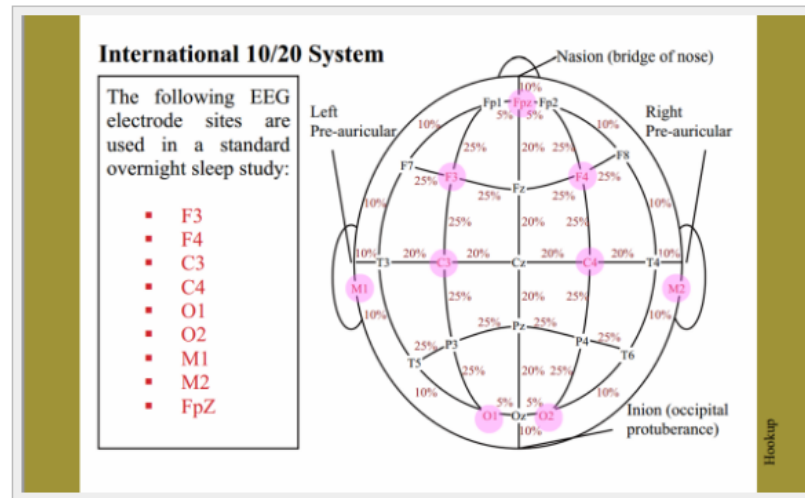 International 10/20 System
The following EEG
electrode sites are
used in a standard
overnight sleep study:
▪ F3
▪ F4
▪ C3
▪ C4
▪ O1
▪ O2
▪ M1
▪ M2
▪ FpZ
Nasion (bridge of nose)
Left
Pre-auricular
Right
Pre-auricular
10%
Fp1 Fpz Fp2
5% 5%
10% 10%
25% 20% 25%
F7 F8
F3 F4
25% 25%
Fz
25% 25%
10% 10%
25% 20% 25%
10% 20% 20% 20% 20% 10%
T3 C3 Cz C4 T4
M1 M2
25% 20% 25%
10% 10%
Pz
25% 25%
P3 P4
25% 25%
T5 T6
25% 20% 25%
10% 10%
5% 5%
O1 Oz O2
10%
Inion (occipital
protuberance)
Hookup